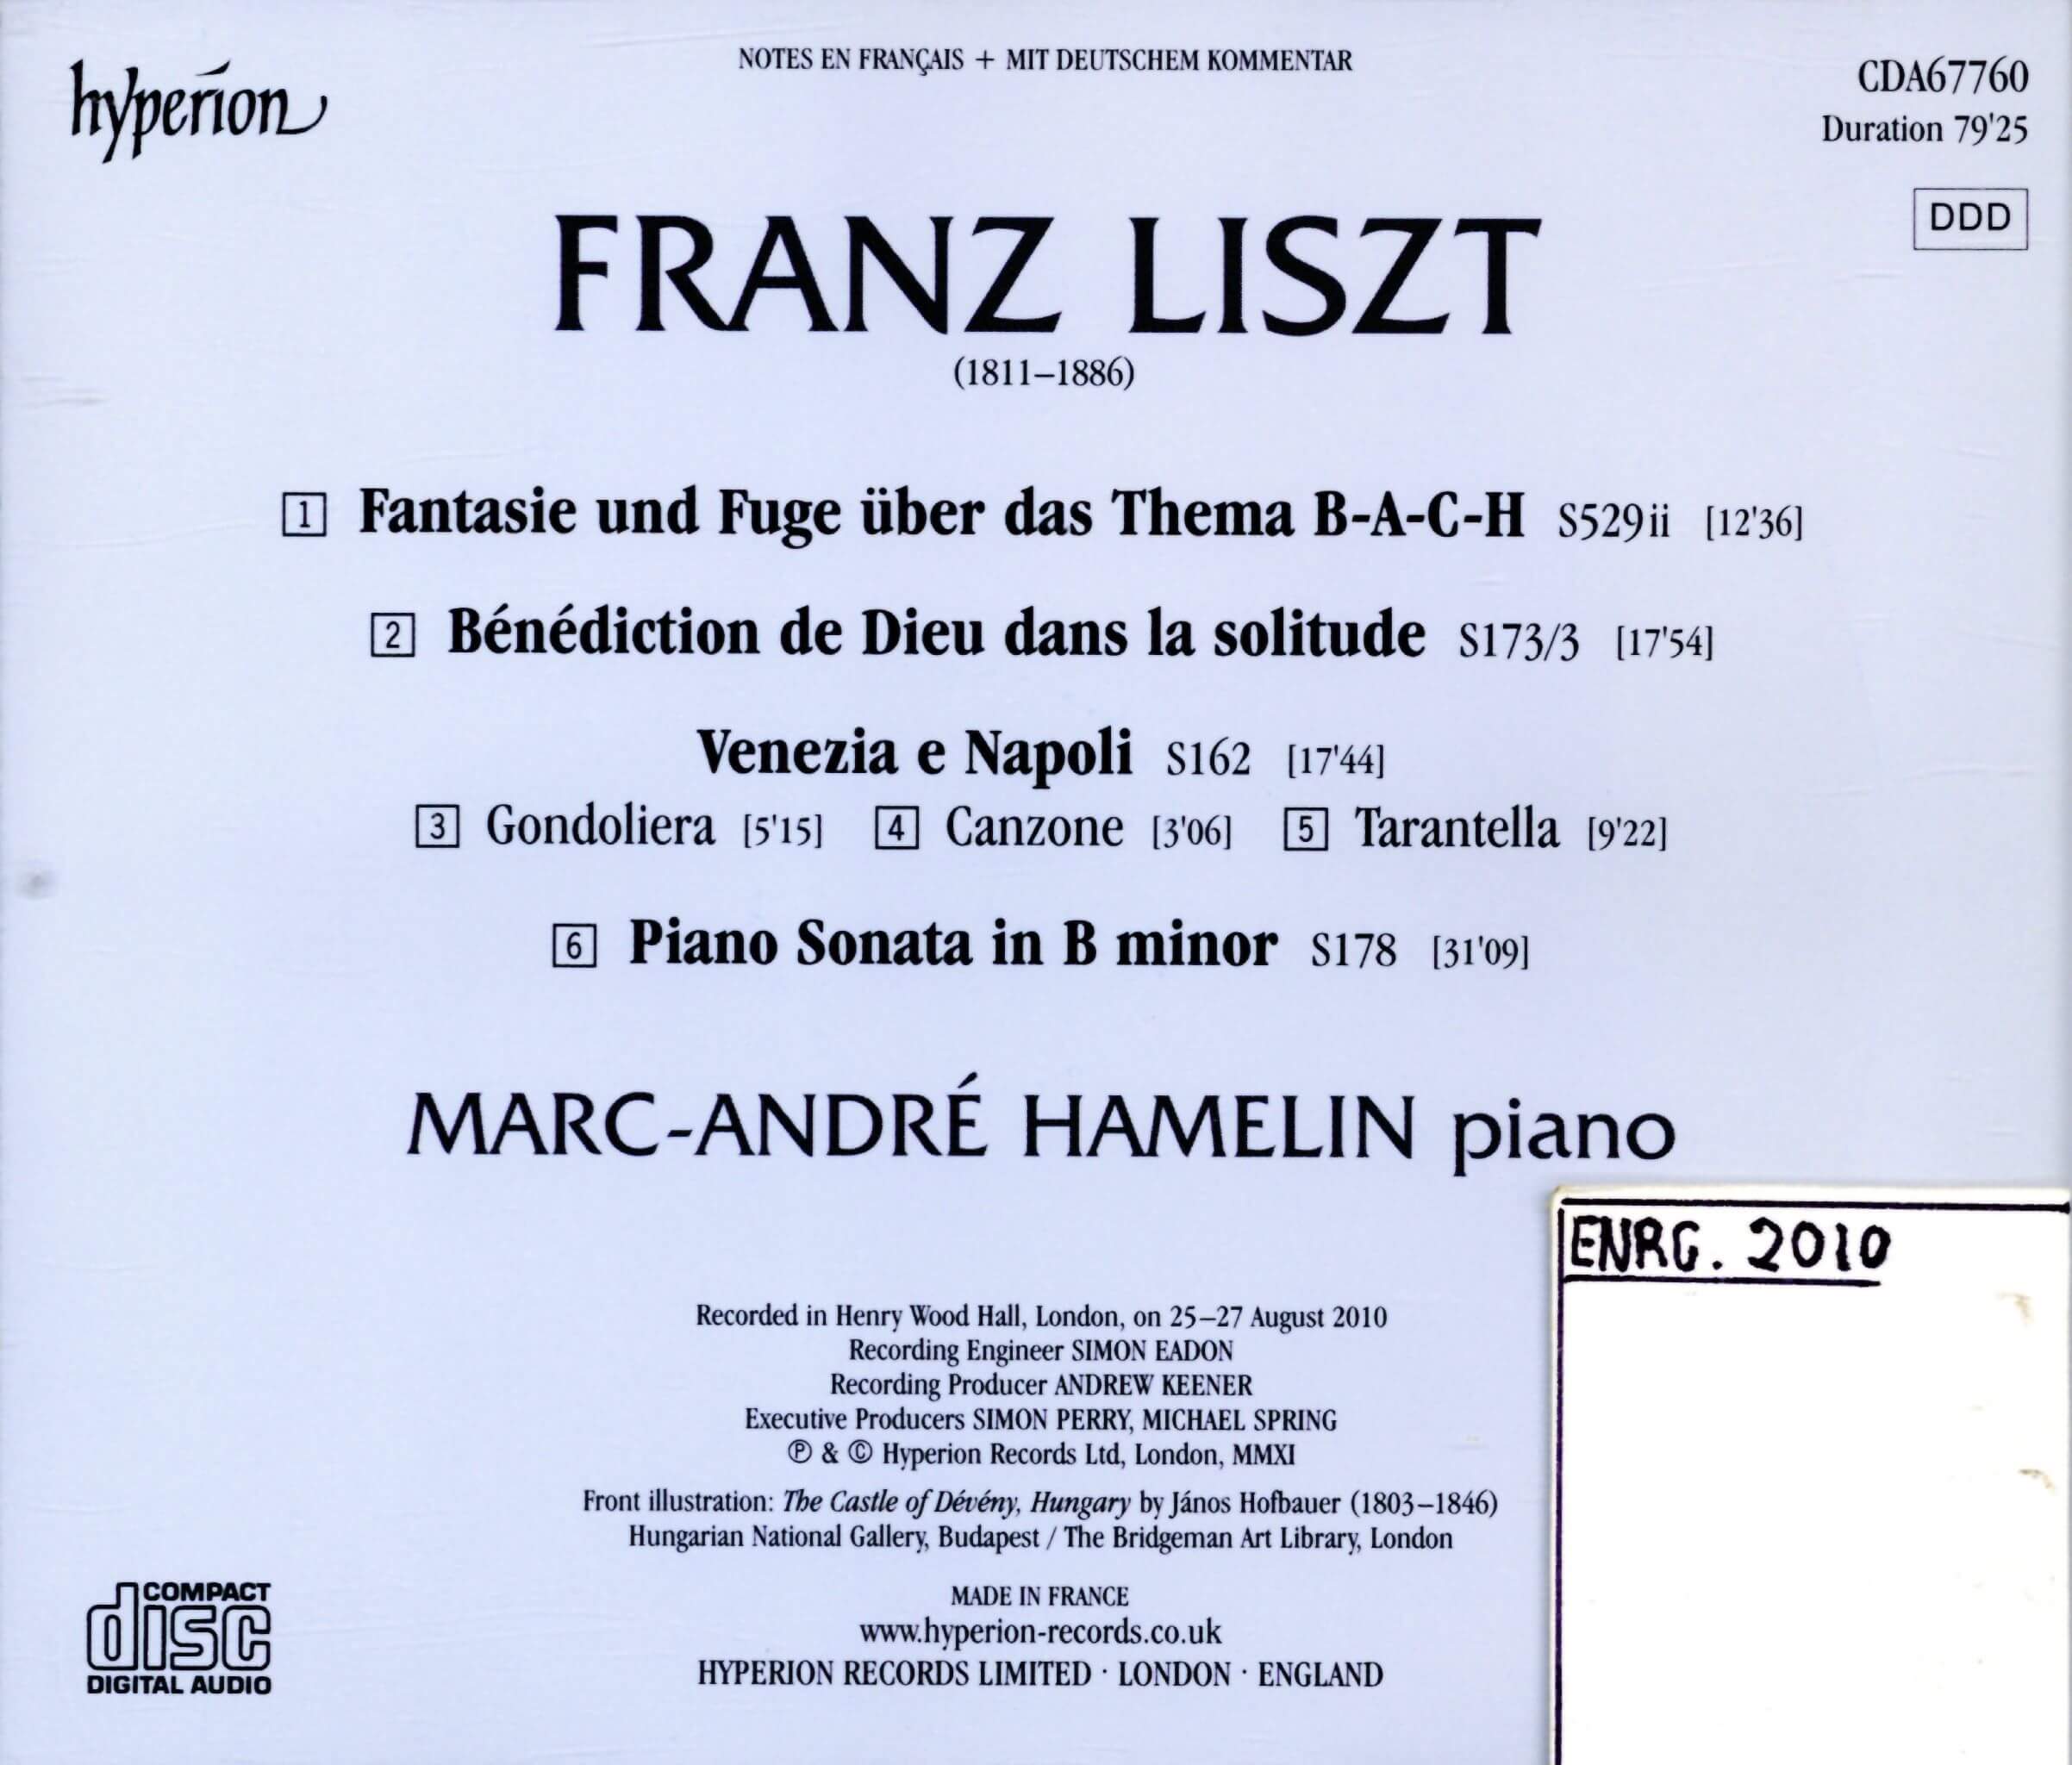 hyperion
NOTES EN FRANÇAIS + MIT DEUTSCHEM KOMMENTAR
CDA67760
Duration 79'25
DDD
FRANZ LISZT
(1811–1886)
1 Fantasie und Fuge über das Thema B-A-C-H S529ii [12'36]
2 Bénédiction de Dieu dans la solitude S173/3 [17'54]
Venezia e Napoli S162 [17'44]
3 Gondoliera [5'15] 4 Canzone [3'06] 5 Tarantella [9'22]
6 Piano Sonata in B minor S178 [31'09]
MARC-ANDRÉ HAMELIN piano
ENRG. 2010
Recorded in Henry Wood Hall, London, on 25–27 August 2010
Recording Engineer SIMON EADON
Recording Producer ANDREW KEENER
Executive Producers SIMON PERRY, MICHAEL SPRING
℗ & © Hyperion Records Ltd, London, MMXI
Front illustration: The Castle of Dévény, Hungary by János Hofbauer (1803–1846)
Hungarian National Gallery, Budapest / The Bridgeman Art Library, London
MADE IN FRANCE
www.hyperion-records.co.uk
HYPERION RECORDS LIMITED · LONDON · ENGLAND
COMPACT
disc
DIGITAL AUDIO